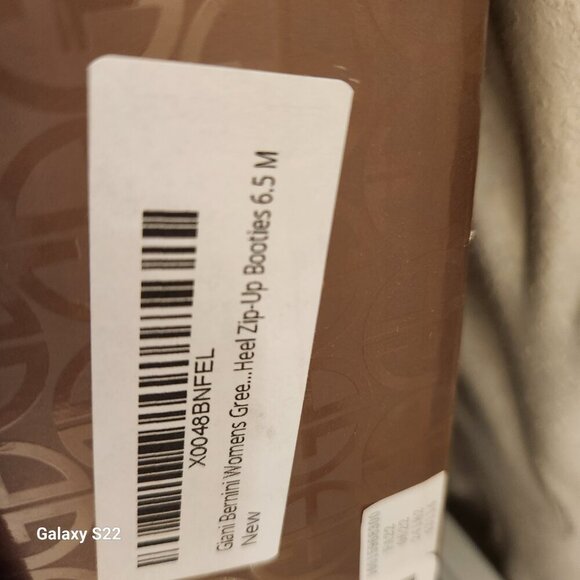 X0048BNFEL
Giani Bernini Womens Gree...Heel Zip-Up Booties 6.5 M
New
Galaxy S22